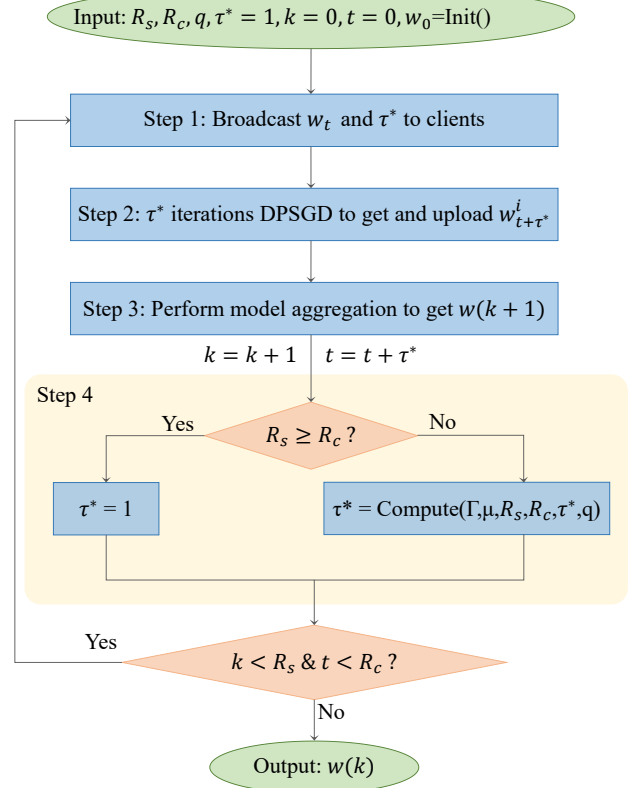 Input: R_s, R_c, q, τ* = 1, k = 0, t = 0, w_0=Init()
Step 1: Broadcast w_t and τ* to clients
Step 2: τ* iterations DPSGD to get and upload w^i_{t+τ*}
Step 3: Perform model aggregation to get w(k + 1)
k = k + 1 t = t + τ*
Step 4
Yes
R_s ≥ R_c ?
No
τ* = 1
τ* = Compute(Γ,μ,R_s,R_c,τ*,q)
Yes
k < R_s & t < R_c ?
No
Output: w(k)